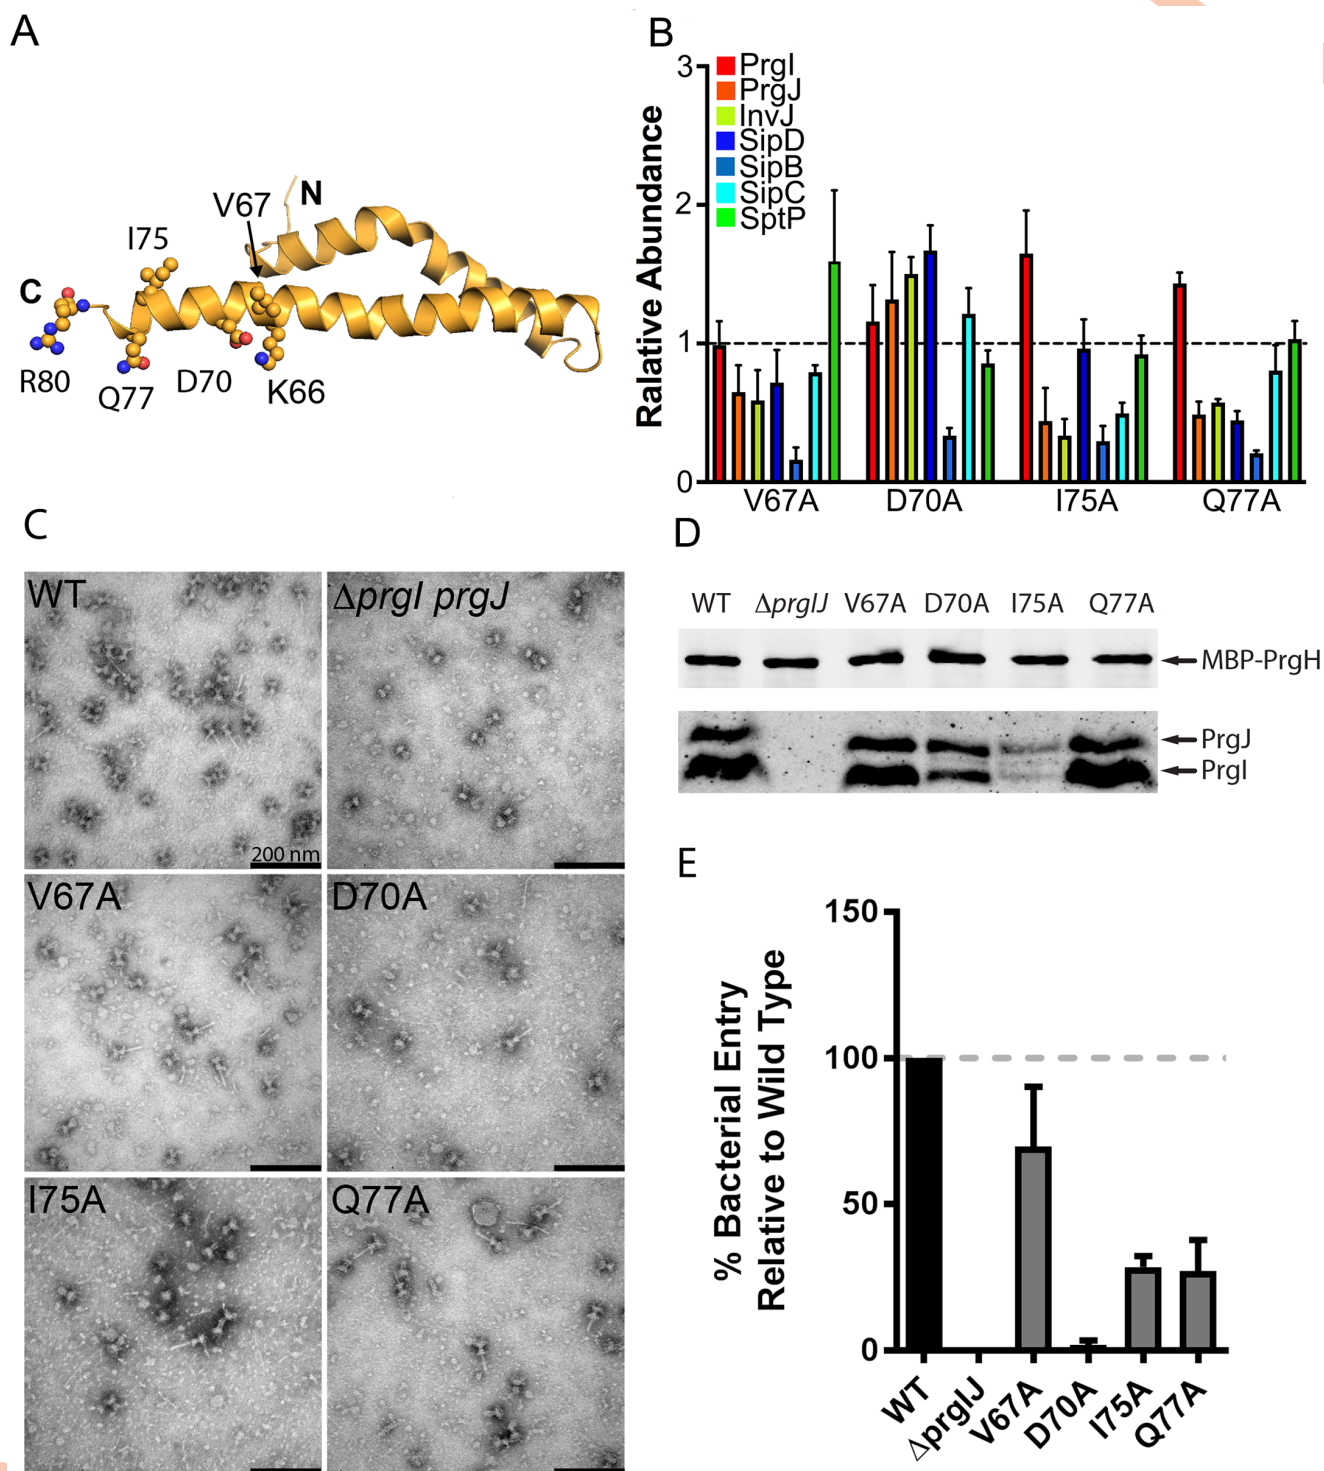 A
V67
N
I75
C
R80
Q77
D70
K66
B
Ralative Abundance
3
2
1
0
PrgI
PrgJ
InvJ
SipD
SipB
SipC
SptP
V67A D70A I75A Q77A
C
WT
ΔprgI prgJ
200 nm
V67A
D70A
I75A
Q77A
D
WT ΔprgIJ V67A D70A I75A Q77A
MBP-PrgH
PrgJ
PrgI
E
% Bacterial Entry
Relative to Wild Type
150
100
50
0
WT
ΔprgIJ
V67A
D70A
I75A
Q77A